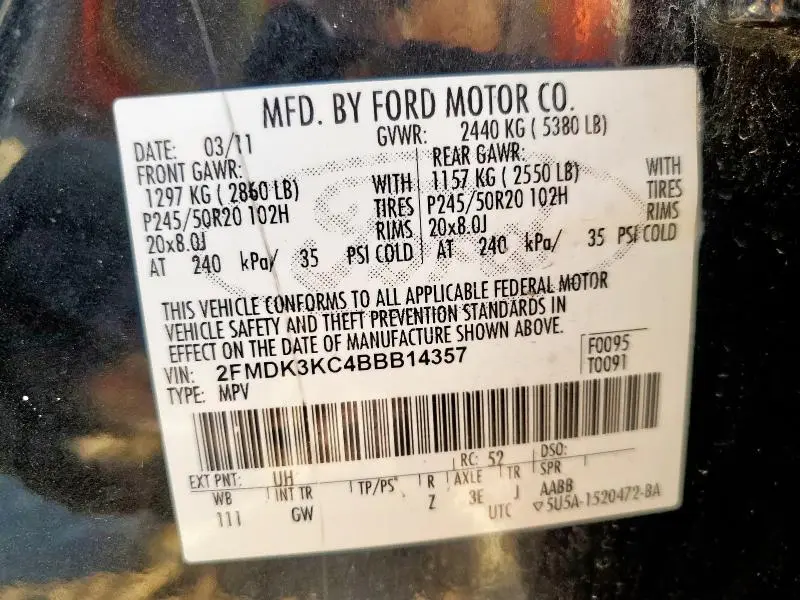 MFD. BY FORD MOTOR CO.
DATE: 03/11 GVWR: 2440 KG ( 5380 LB)
FRONT GAWR: REAR GAWR:
1297 KG ( 2860 LB) WITH 1157 KG ( 2550 LB) WITH
P245/50R20 102H TIRES P245/50R20 102H TIRES
20x8.0J RIMS 20x8.0J RIMS
AT 240 kPa/ 35 PSI COLD AT 240 kPa/ 35 PSI COLD
THIS VEHICLE CONFORMS TO ALL APPLICABLE FEDERAL MOTOR
VEHICLE SAFETY AND THEFT PREVENTION STANDARDS IN
EFFECT ON THE DATE OF MANUFACTURE SHOWN ABOVE.
VIN: 2FMDK3KC4BBB14357 F0095
TYPE: MPV T0091
EXT PNT: UH RC: 52 DSO:
WB INT TR TP/PS R AXLE TR SPR
111 GW Z 3E J AABB
UTC ▽5U5A-1520472-BA